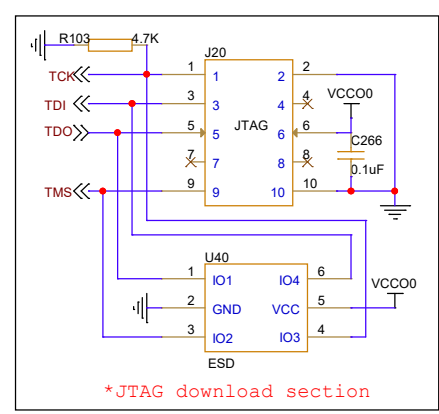 R103 4.7K
J20
TCK 1 1 2 2
VCCO0
TDI 3 3 4 4
TDO 5 5 JTAG 6 6
C266
7 7 8 8
0.1uF
TMS 9 9 10 10
U40
1 IO1 IO4 6
VCCO0
2 GND VCC 5
3 IO2 IO3 4
ESD
*JTAG download section